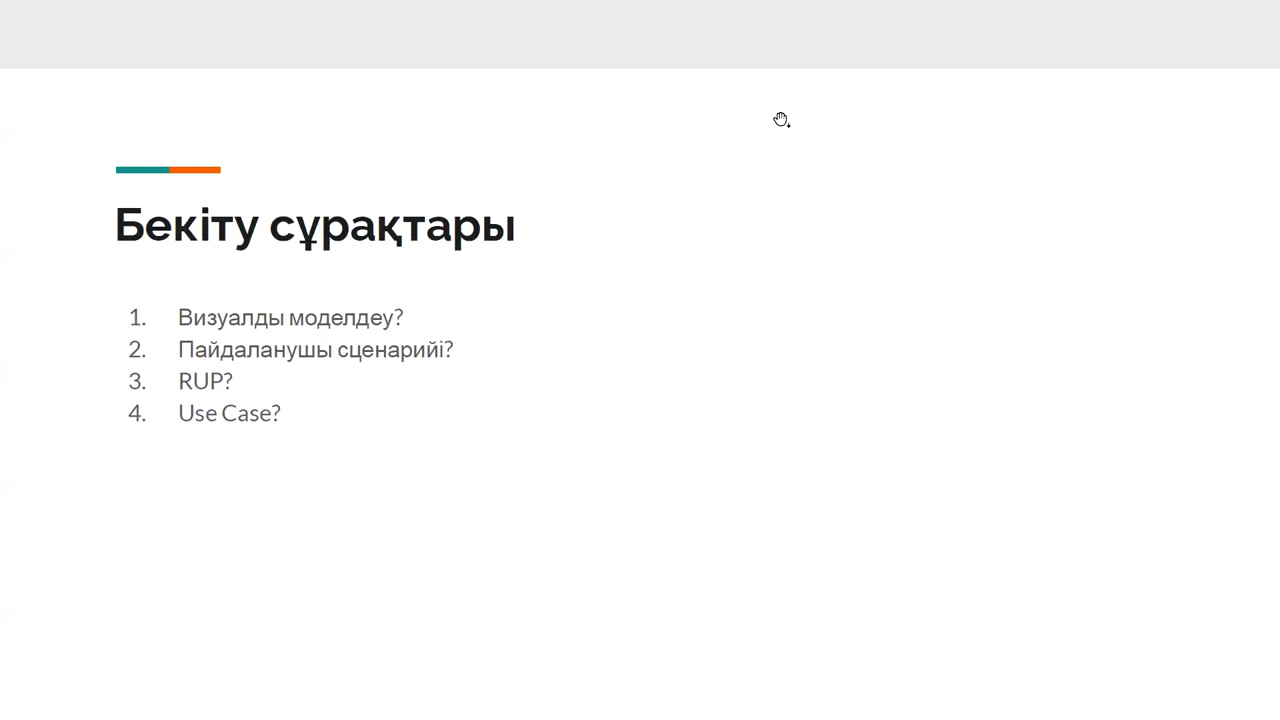 Бекіту сұрақтары
1. Визуалды моделдеу?
2. Пайдаланушы сценарийі?
3. RUP?
4. Use Case?